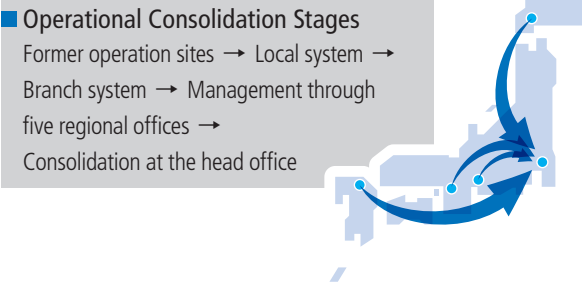 Operational Consolidation Stages
Former operation sites → Local system →
Branch system → Management through
five regional offices →
Consolidation at the head office